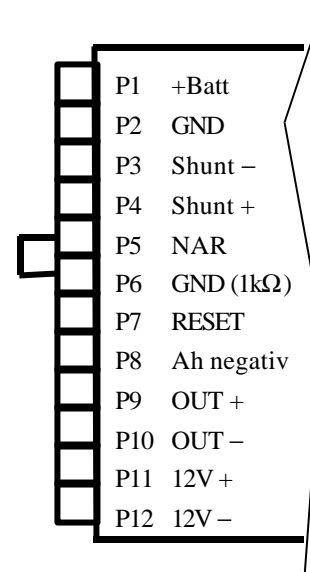 P1 +Batt
P2 GND
P3 Shunt −
P4 Shunt +
P5 NAR
P6 GND (1kΩ)
P7 RESET
P8 Ah negativ
P9 OUT +
P10 OUT −
P11 12V +
P12 12V −